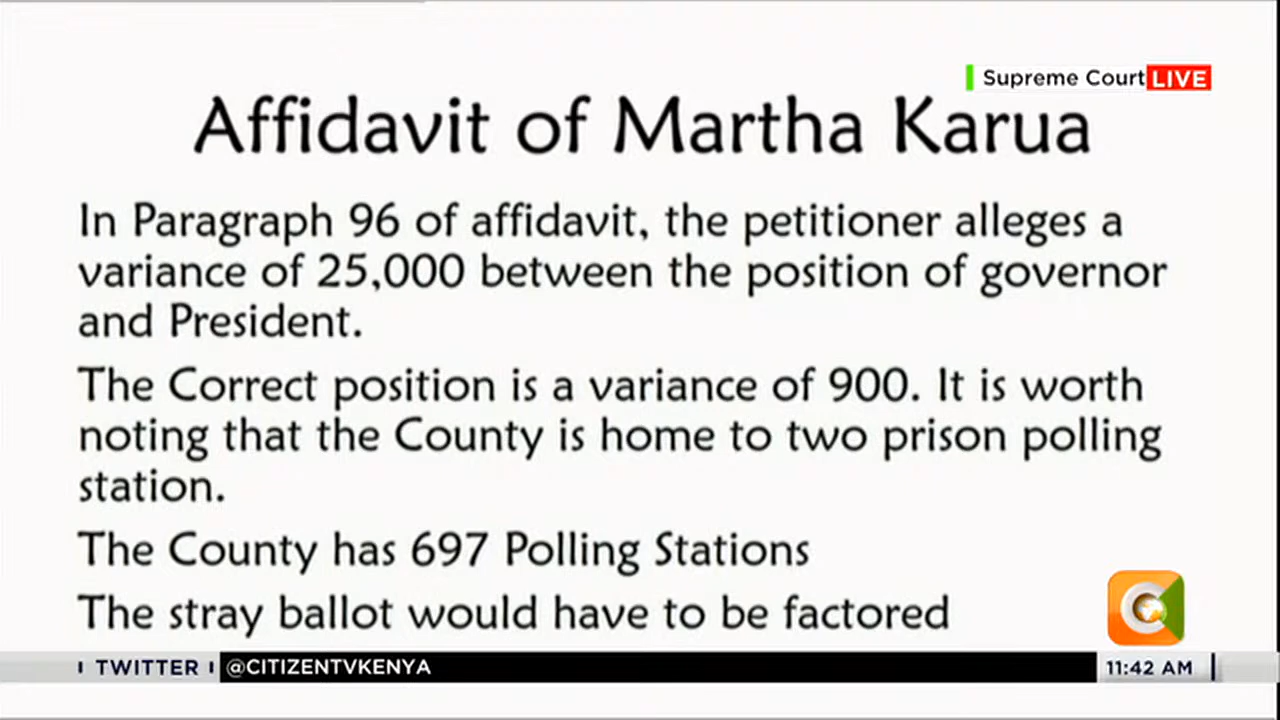 Supreme Court LIVE
Affidavit of Martha Karua
In Paragraph 96 of affidavit, the petitioner alleges a
variance of 25,000 between the position of governor
and President.
The Correct position is a variance of 900. It is worth
noting that the County is home to two prison polling
station.
The County has 697 Polling Stations
The stray ballot would have to be factored
TWITTER @CITIZENTVKENYA 11:42 AM